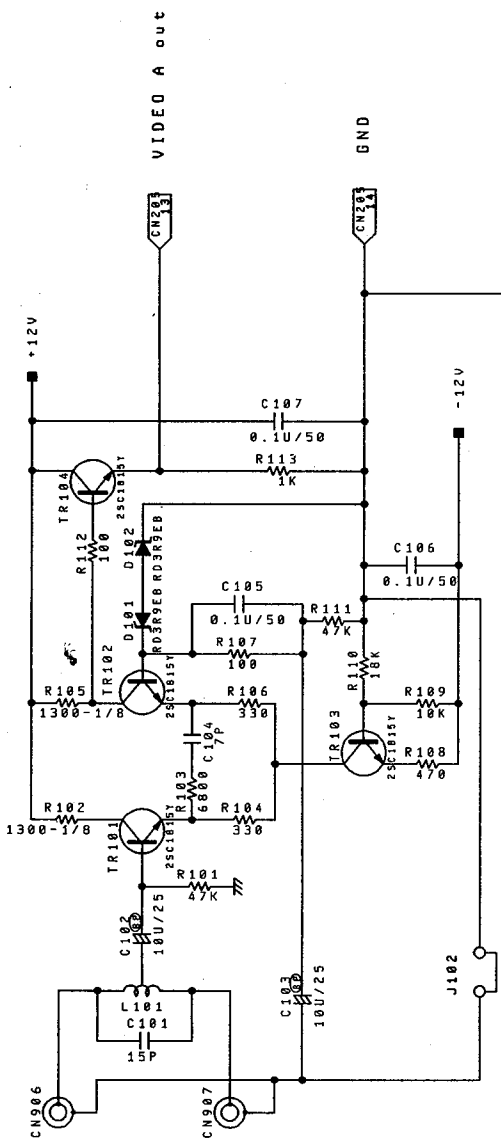 VIDEO A out
GND
CN205
13
CN205
14
+12V
-12V
C107
0.1U/50
R113
1K
TR104
2SC1815Y
R112
100
D102
RD3R9EB
D101
RD3R9EB
C106
0.1U/50
C105
0.1U/50
R111
47K
R107
100
R110
18K
TR102
2SC1815Y
R105
1300-1/8
R106
330
R109
10K
C104
7P
TR103
2SC1815Y
R108
470
R103
6800
R102
1300-1/8
R104
330
TR101
2SC1815Y
R101
47K
C102
BP
10U/25
C103
BP
10U/25
J102
L101
C101
15P
CN906
CN907